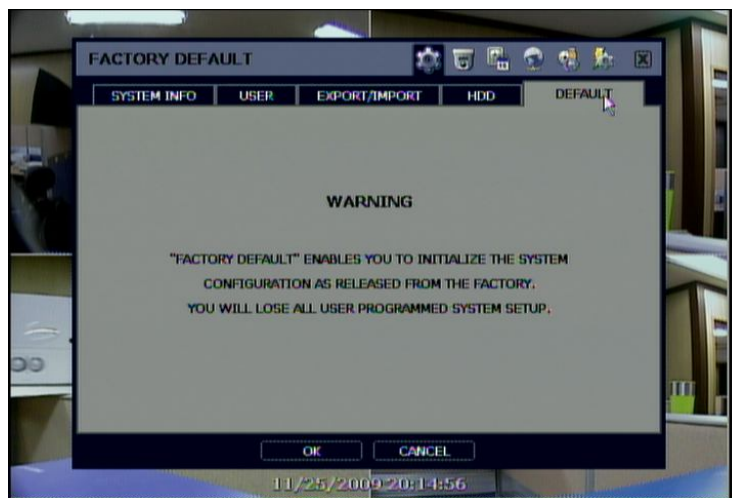 FACTORY DEFAULT
SYSTEM INFO USER EXPORT/IMPORT HDD DEFAULT
WARNING
"FACTORY DEFAULT" ENABLES YOU TO INITIALIZE THE SYSTEM
CONFIGURATION AS RELEASED FROM THE FACTORY.
YOU WILL LOSE ALL USER PROGRAMMED SYSTEM SETUP.
OK CANCEL
11/25/2009 20:14:56